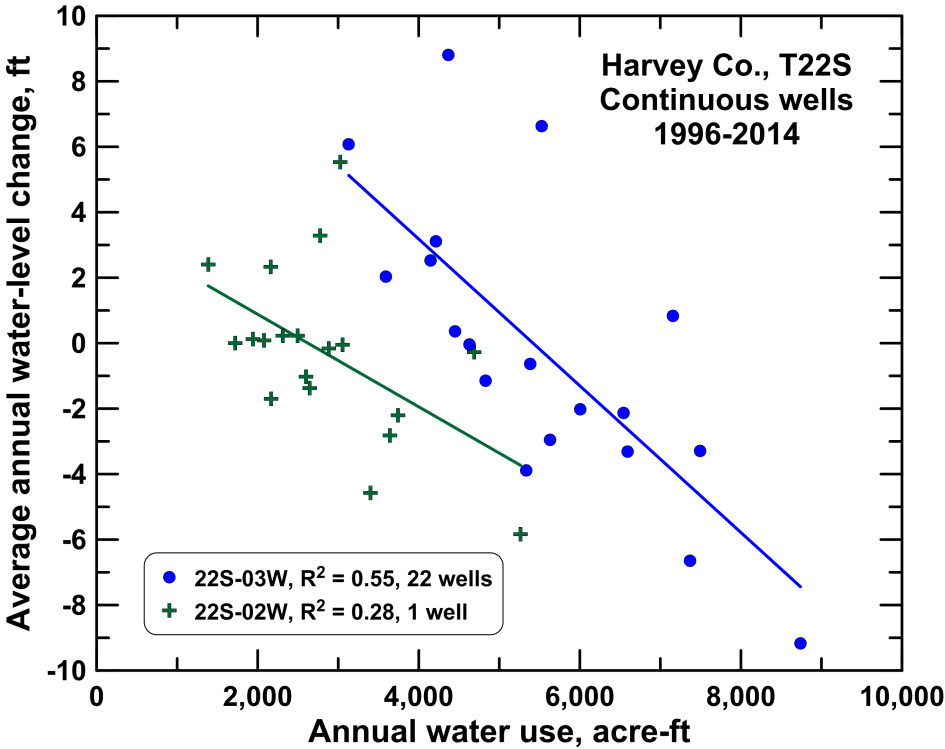 10
8
6
4
2
0
-2
-4
-6
-8
-10
Average annual water-level change, ft
Harvey Co., T22S
Continuous wells
1996-2014
22S-03W, R² = 0.55, 22 wells
22S-02W, R² = 0.28, 1 well
0 2,000 4,000 6,000 8,000 10,000
Annual water use, acre-ft